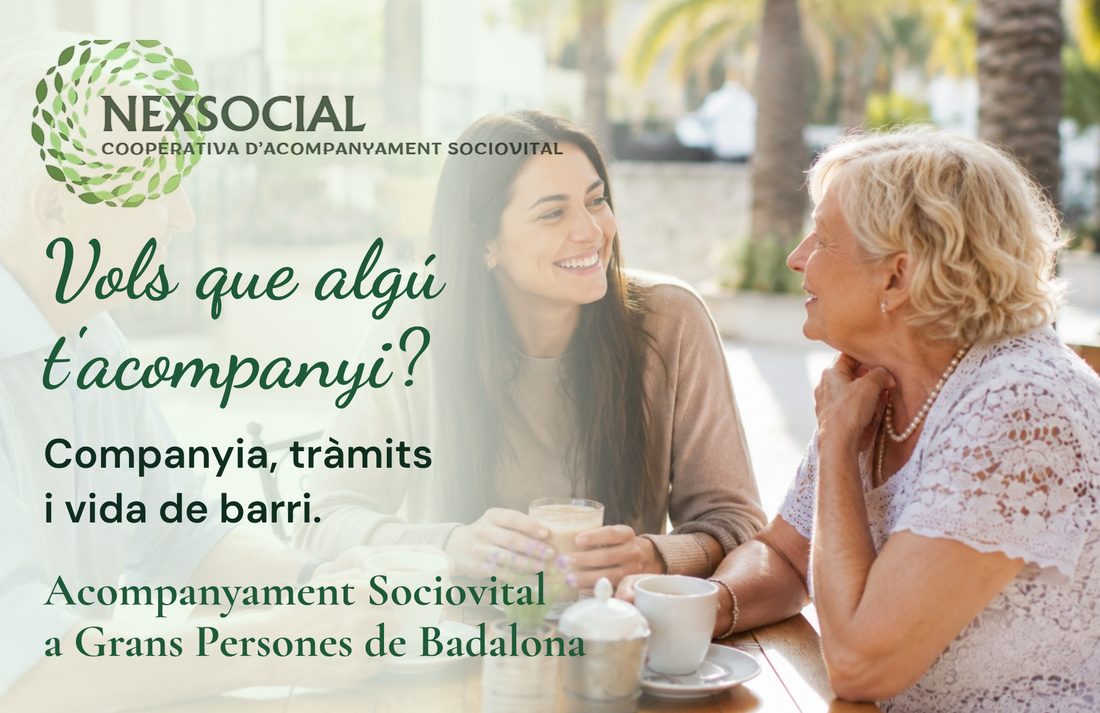 NEXSOCIAL
COOPERATIVA D'ACOMPANYAMENT SOCIOVITAL
Vols que algú
t'acompanyi?
Companyia, tràmits
i vida de barri.
Acompanyament Sociovital
a Grans Persones de Badalona